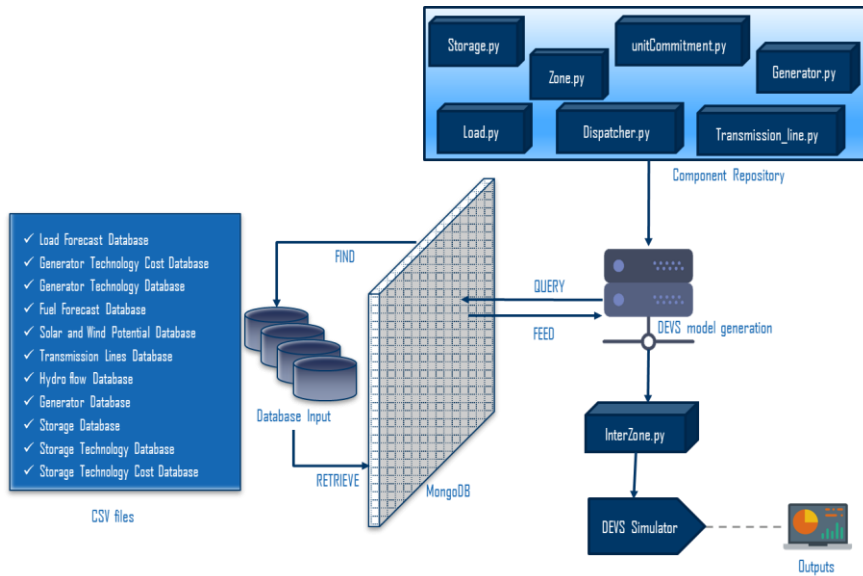 Storage.py
unitCommitment.py
Zone.py
Generator.py
Load.py
Dispatcher.py
Transmission_line.py
Component Repository
✓ Load Forecast Database
✓ Generator Technology Cost Database
✓ Generator Technology Database
✓ Fuel Forecast Database
✓ Solar and Wind Potential Database
✓ Transmission Lines Database
✓ Hydro flow Database
✓ Generator Database
✓ Storage Database
✓ Storage Technology Database
✓ Storage Technology Cost Database
CSV files
FIND
Database Input
RETRIEVE
MongoDB
QUERY
FEED
DEVS model generation
InterZone.py
DEVS Simulator
Outputs